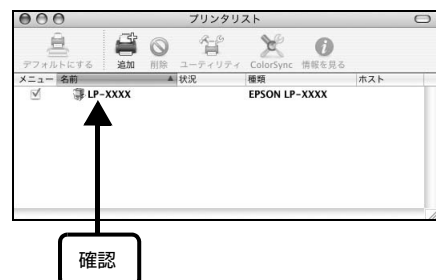 プリンタリスト
デフォルトにする 追加 削除 ユーティリティ ColorSync 情報を見る
メニュー 名前 状況 種類 ホスト
LP-XXXX EPSON LP-XXXX
確認